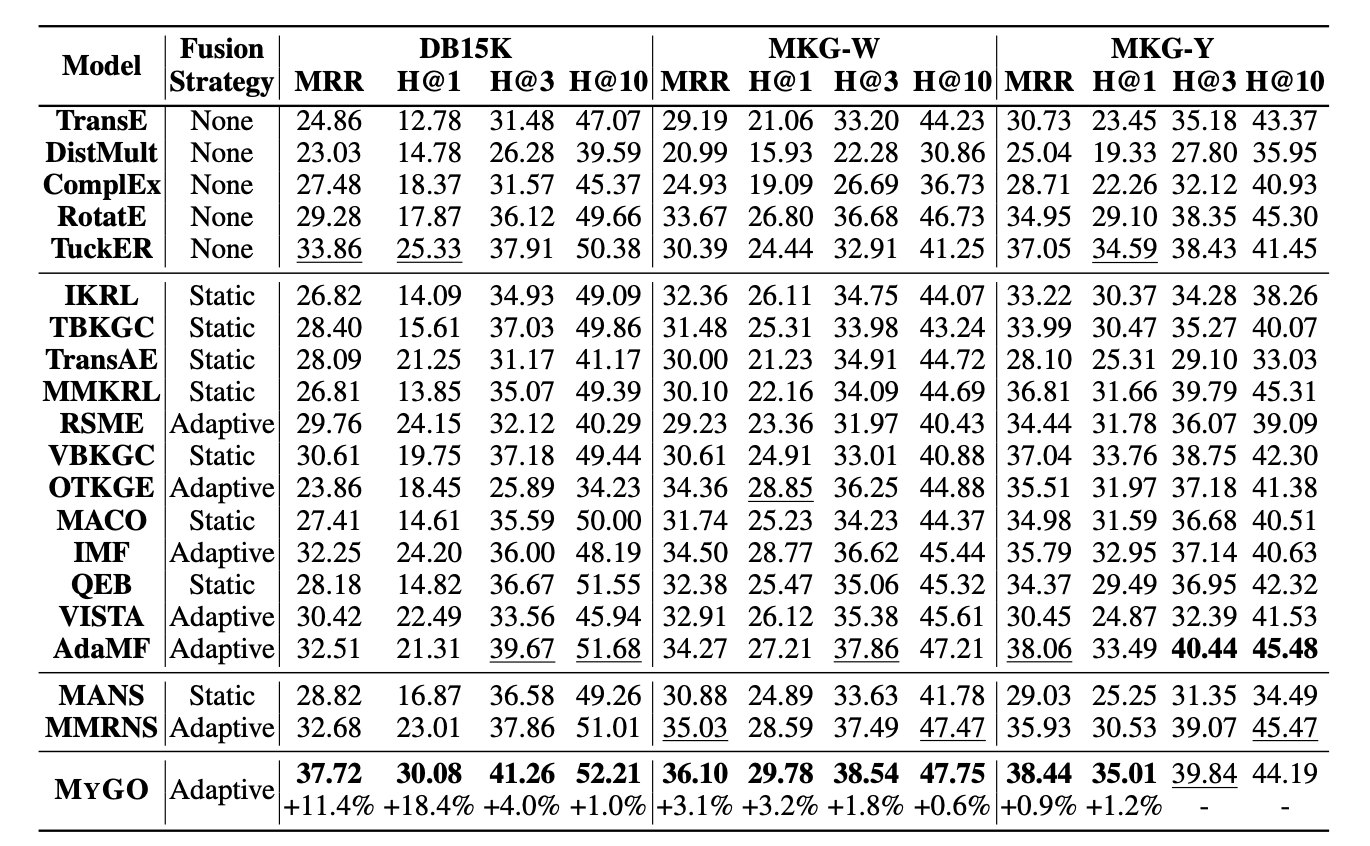 Model Fusion Strategy DB15K MKG-W MKG-Y
MRR H@1 H@3 H@10 MRR H@1 H@3 H@10 MRR H@1 H@3 H@10
TransE None 24.86 12.78 31.48 47.07 29.19 21.06 33.20 44.23 30.73 23.45 35.18 43.37
DistMult None 23.03 14.78 26.28 39.59 20.99 15.93 22.28 30.86 25.04 19.33 27.80 35.95
ComplEx None 27.48 18.37 31.57 45.37 24.93 19.09 26.69 36.73 28.71 22.26 32.12 40.93
RotatE None 29.28 17.87 36.12 49.66 33.67 26.80 36.68 46.73 34.95 29.10 38.35 45.30
TuckER None 33.86 25.33 37.91 50.38 30.39 24.44 32.91 41.25 37.05 34.59 38.43 41.45
IKRL Static 26.82 14.09 34.93 49.09 32.36 26.11 34.75 44.07 33.22 30.37 34.28 38.26
TBKGC Static 28.40 15.61 37.03 49.86 31.48 25.31 33.98 43.24 33.99 30.47 35.27 40.07
TransAE Static 28.09 21.25 31.17 41.17 30.00 21.23 34.91 44.72 28.10 25.31 29.10 33.03
MMKRL Static 26.81 13.85 35.07 49.39 30.10 22.16 34.09 44.69 36.81 31.66 39.79 45.31
RSME Adaptive 29.76 24.15 32.12 40.29 29.23 23.36 31.97 40.43 34.44 31.78 36.07 39.09
VBKGC Static 30.61 19.75 37.18 49.44 30.61 24.91 33.01 40.88 37.04 33.76 38.75 42.30
OTKGE Adaptive 23.86 18.45 25.89 34.23 34.36 28.85 36.25 44.88 35.51 31.97 37.18 41.38
MACO Static 27.41 14.61 35.59 50.00 31.74 25.23 34.23 44.37 34.98 31.59 36.68 40.51
IMF Adaptive 32.25 24.20 36.00 48.19 34.50 28.77 36.62 45.44 35.79 32.95 37.14 40.63
QEB Static 28.18 14.82 36.67 51.55 32.38 25.47 35.06 45.32 34.37 29.49 36.95 42.32
VISTA Adaptive 30.42 22.49 33.56 45.94 32.91 26.12 35.38 45.61 30.45 24.87 32.39 41.53
AdaMF Adaptive 32.51 21.31 39.67 51.68 34.27 27.21 37.86 47.21 38.06 33.49 40.44 45.48
MANS Static 28.82 16.87 36.58 49.26 30.88 24.89 33.63 41.78 29.03 25.25 31.35 34.49
MMRNS Adaptive 32.68 23.01 37.86 51.01 35.03 28.59 37.49 47.47 35.93 30.53 39.07 45.47
MYGO Adaptive 37.72 30.08 41.26 52.21 36.10 29.78 38.54 47.75 38.44 35.01 39.84 44.19
+11.4% +18.4% +4.0% +1.0% +3.1% +3.2% +1.8% +0.6% +0.9% +1.2% - -